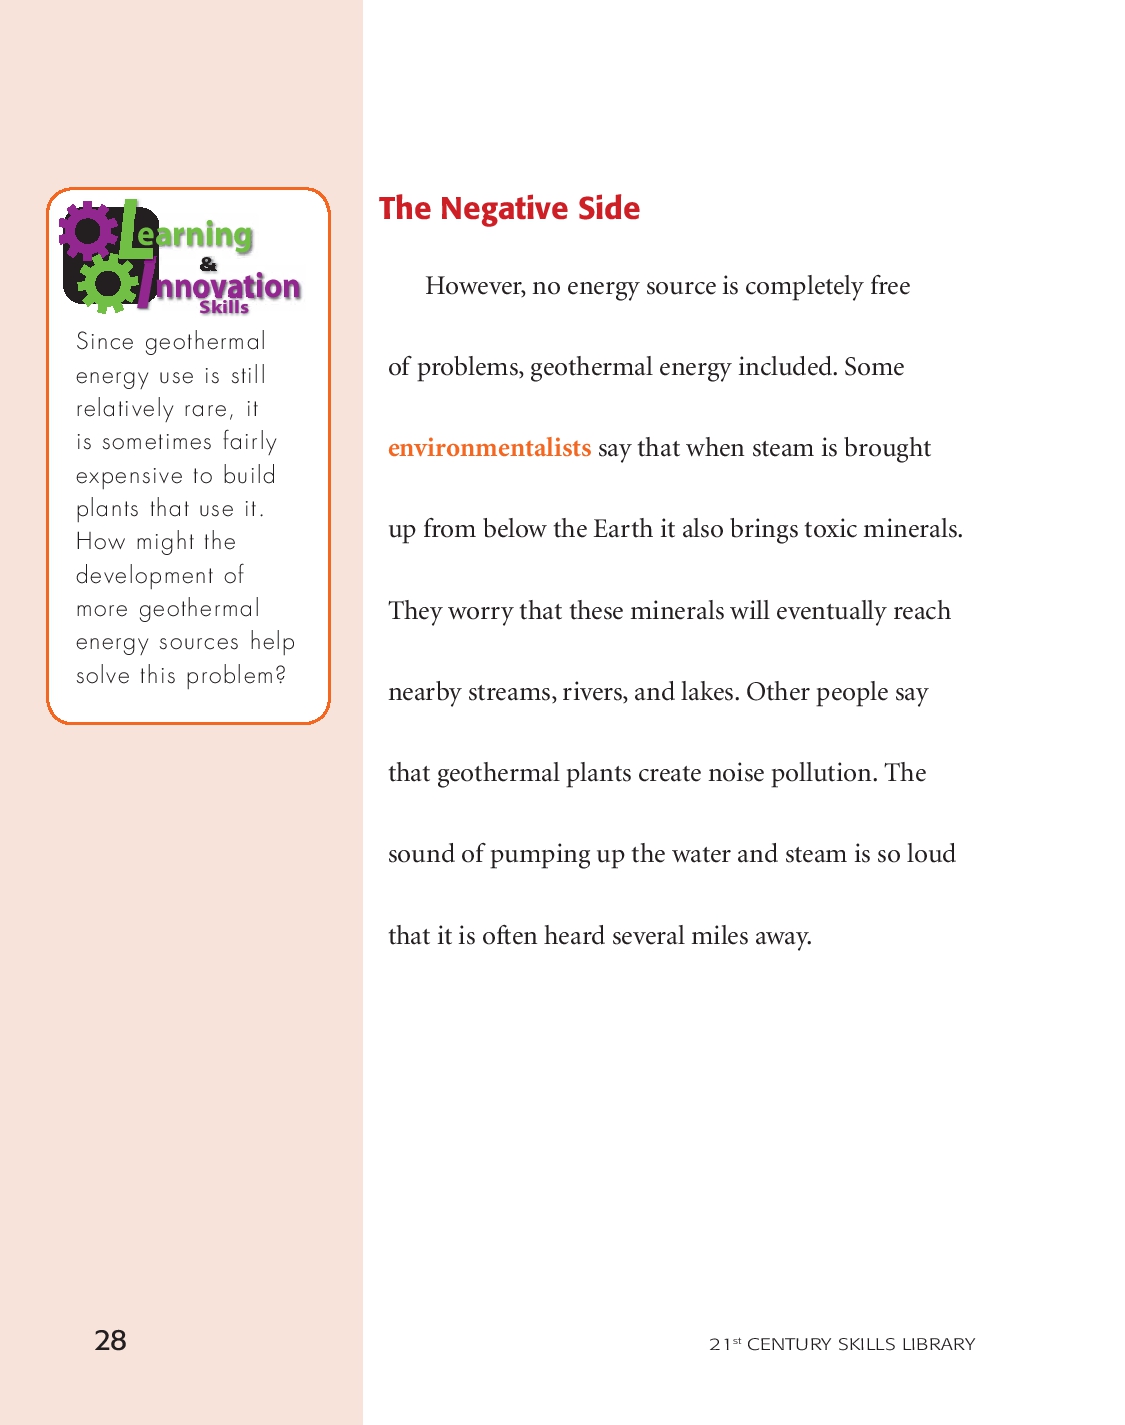 Learning
&
Innovation
Skills
Since geothermal
energy use is still
relatively rare, it
is sometimes fairly
expensive to build
plants that use it.
How might the
development of
more geothermal
energy sources help
solve this problem?
The Negative Side
However, no energy source is completely free
of problems, geothermal energy included. Some
environmentalists say that when steam is brought
up from below the Earth it also brings toxic minerals.
They worry that these minerals will eventually reach
nearby streams, rivers, and lakes. Other people say
that geothermal plants create noise pollution. The
sound of pumping up the water and steam is so loud
that it is often heard several miles away.
28
21st CENTURY SKILLS LIBRARY